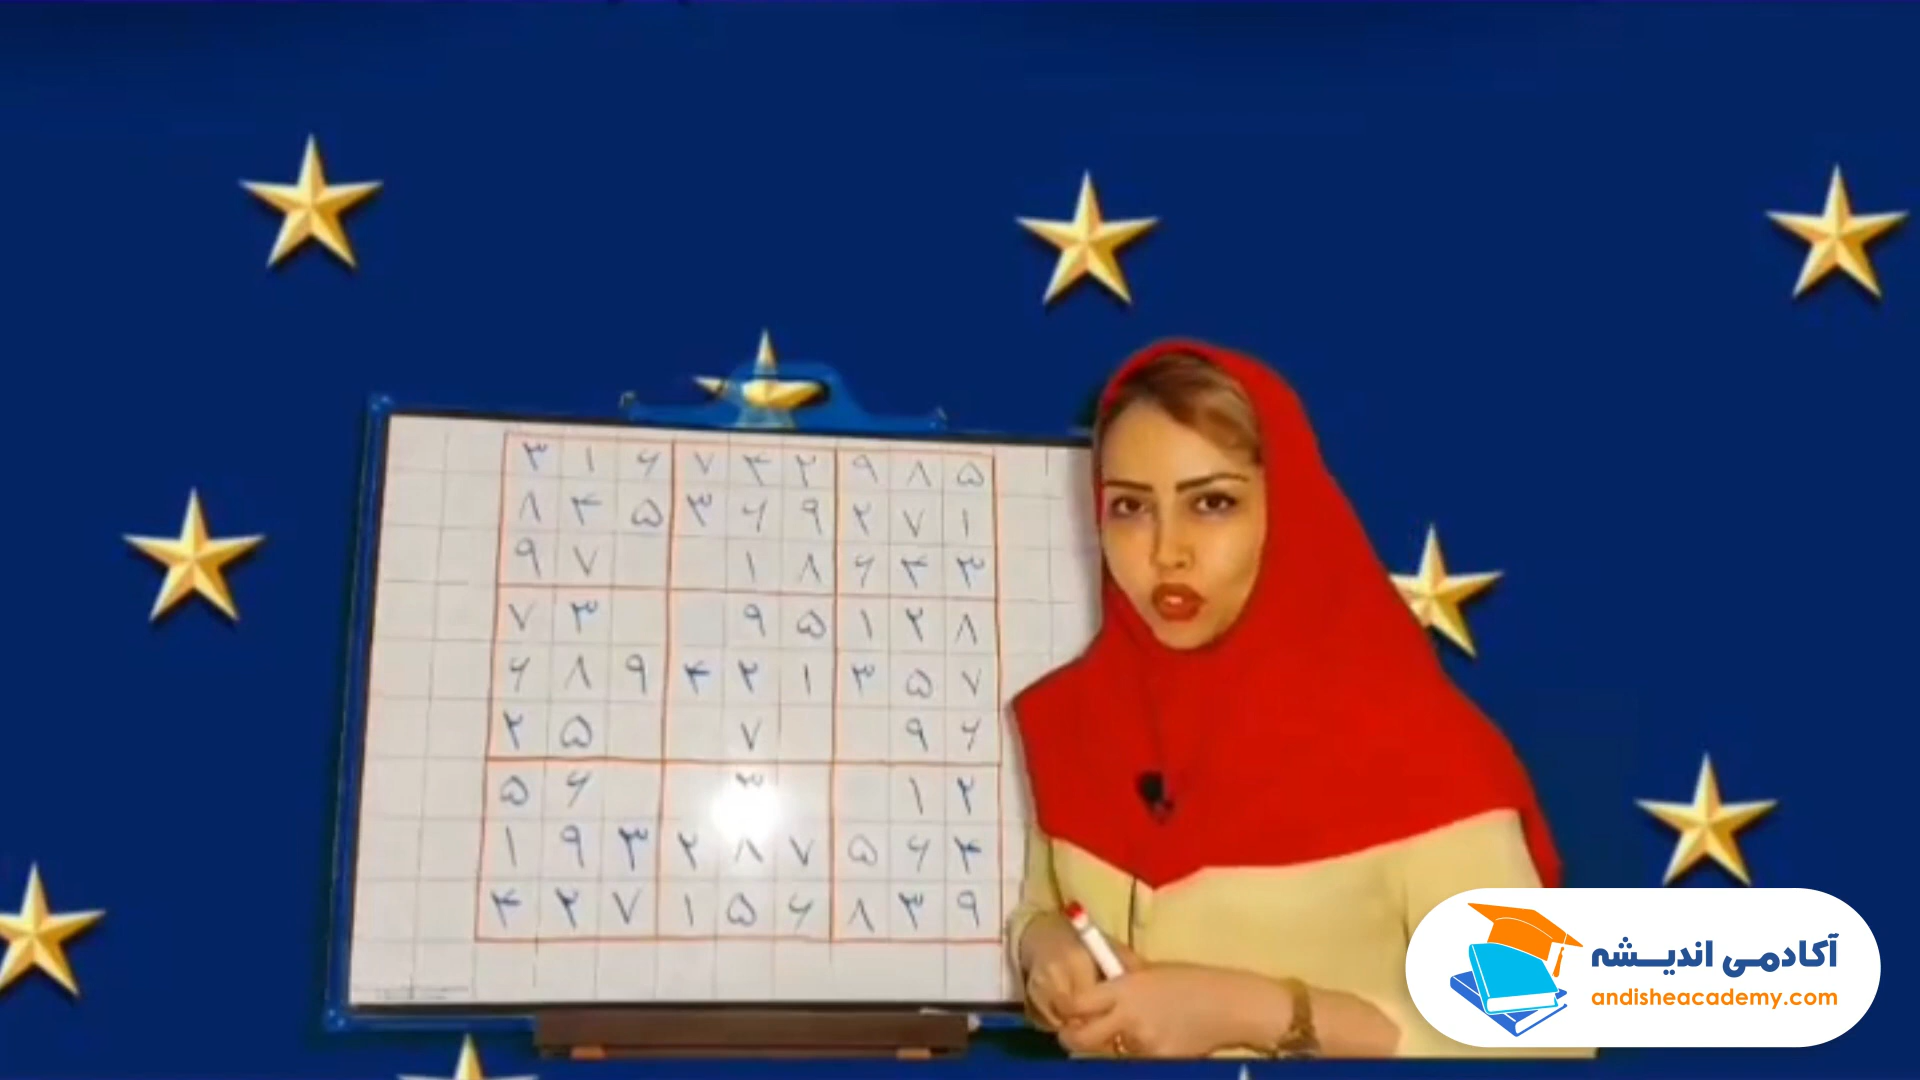 ۳ ۱ ۶ ۷ ۴ ۲ ۹ ۸ ۵
۸ ۴ ۵ ۳ ۶ ۹ ۲ ۷ ۱
۹ ۷ ۱ ۸ ۶ ۴ ۳
۷ ۳ ۹ ۵ ۱ ۲ ۸
۶ ۸ ۹ ۴ ۲ ۱ ۳ ۵ ۷
۲ ۵ ۷ ۹ ۶
۵ ۶ ۳ ۱ ۲
۱ ۹ ۳ ۲ ۸ ۷ ۵ ۶ ۴
۴ ۲ ۷ ۱ ۵ ۶ ۸ ۳ ۹
آکادمی اندیشه
andisheacademy.com